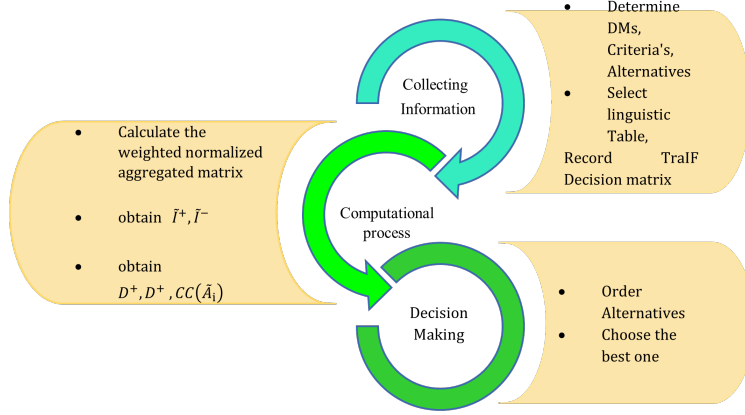 • Determine
DMs,
Criteria's,
Alternatives
• Select
linguistic
Table,
Record TraIF
Decision matrix
Collecting
Information
• Calculate the
weighted normalized
aggregated matrix
• obtain Ĩ⁺, Ĩ⁻
• obtain
D⁺, D⁺ , CC(Ãᵢ)
Computational
process
Decision
Making
• Order
Alternatives
• Choose the
best one